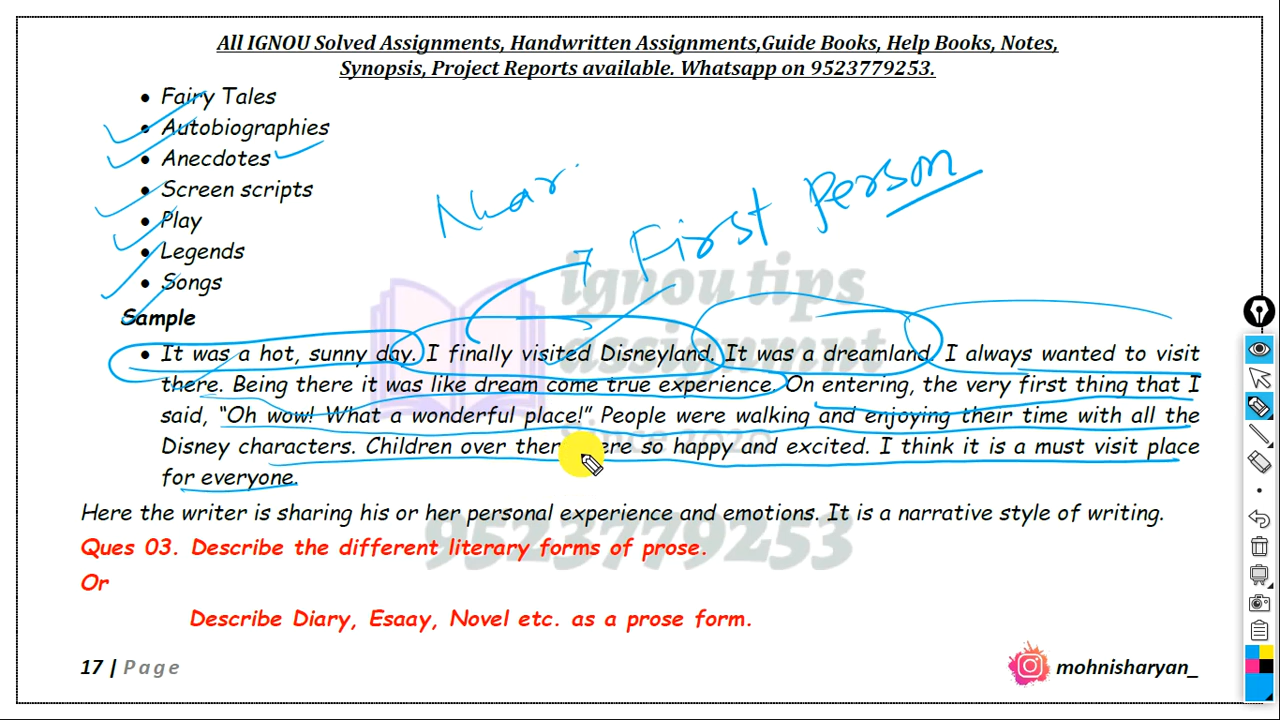 All IGNOU Solved Assignments, Handwritten Assignments,Guide Books, Help Books, Notes,
Synopsis, Project Reports available. Whatsapp on 9523779253.
• Fairy Tales
• Autobiographies
• Anecdotes
• Screen scripts
• Play
• Legends
• Songs
Nhar
First Person
ignou tips
assignment
Since 2020
9523779253
Sample
• It was a hot, sunny day. I finally visited Disneyland. It was a dreamland. I always wanted to visit
there. Being there it was like dream come true experience. On entering, the very first thing that I
said, “Oh wow! What a wonderful place!” People were walking and enjoying their time with all the
Disney characters. Children over there were so happy and excited. I think it is a must visit place
for everyone.
Here the writer is sharing his or her personal experience and emotions. It is a narrative style of writing.
Ques 03. Describe the different literary forms of prose.
Or
Describe Diary, Esaay, Novel etc. as a prose form.
17 | Page
mohnisharyan_